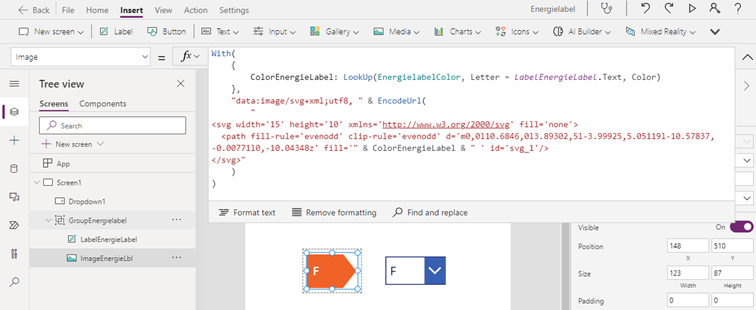 Back File Home Insert View Action Settings Energielabel
New screen Label Button Text Input Gallery Media Charts Icons AI Builder Mixed Reality
Image = fx
With(
{
ColorEnergieLabel: LookUp(EnergielabelColor, Letter = LabelEnergieLabel.Text, Color)
},
"data:image/svg+xml;utf8, " & EncodeUrl(
"
<svg width='15' height='10' xmlns='http://www.w3.org/2000/svg' fill='none'>
<path fill-rule='evenodd' clip-rule='evenodd' d='m0,0l10.6846,0l3.89302,5l-3.99925,5.05119l-10.57837,
-0.0077l0,-10.04348z' fill='" & ColorEnergieLabel & " ' id='svg_1'/>
</svg>"
)
)
Format text Remove formatting Find and replace
Tree view
Screens Components
Search
New screen
App
Screen1
Dropdown1
GroupEnergielabel
LabelEnergieLabel
ImageEnergieLbl
F
F
Visible On
Position 148 510
X Y
Size 123 87
Width Height
Padding 0 0